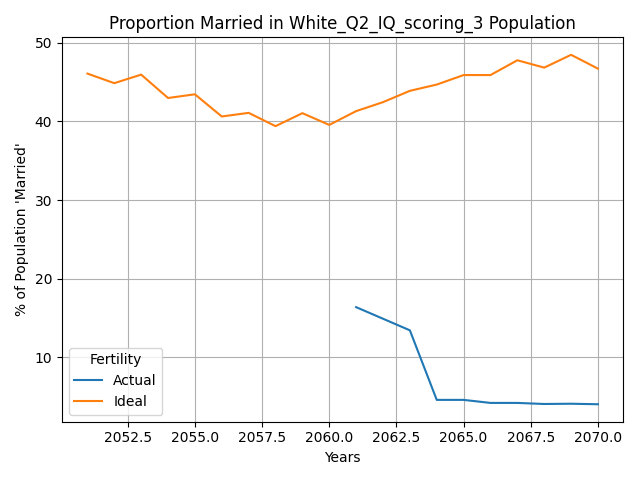 Proportion Married in White_Q2_IQ_scoring_3 Population
% of Population 'Married'
50
40
30
20
10
Fertility
Actual
Ideal
2052.5 2055.0 2057.5 2060.0 2062.5 2065.0 2067.5 2070.0
Years